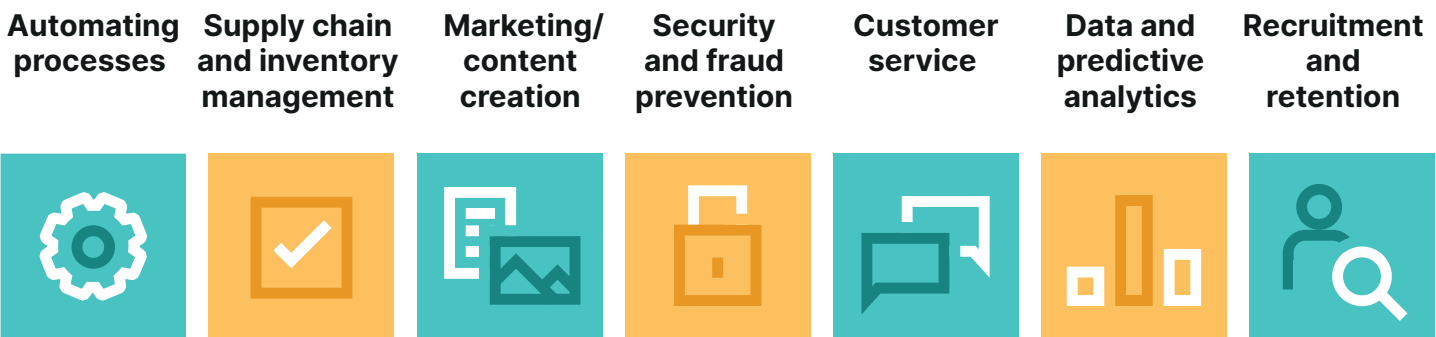 Automating
processes
Supply chain
and inventory
management
Marketing/
content
creation
Security
and fraud
prevention
Customer
service
Data and
predictive
analytics
Recruitment
and
retention